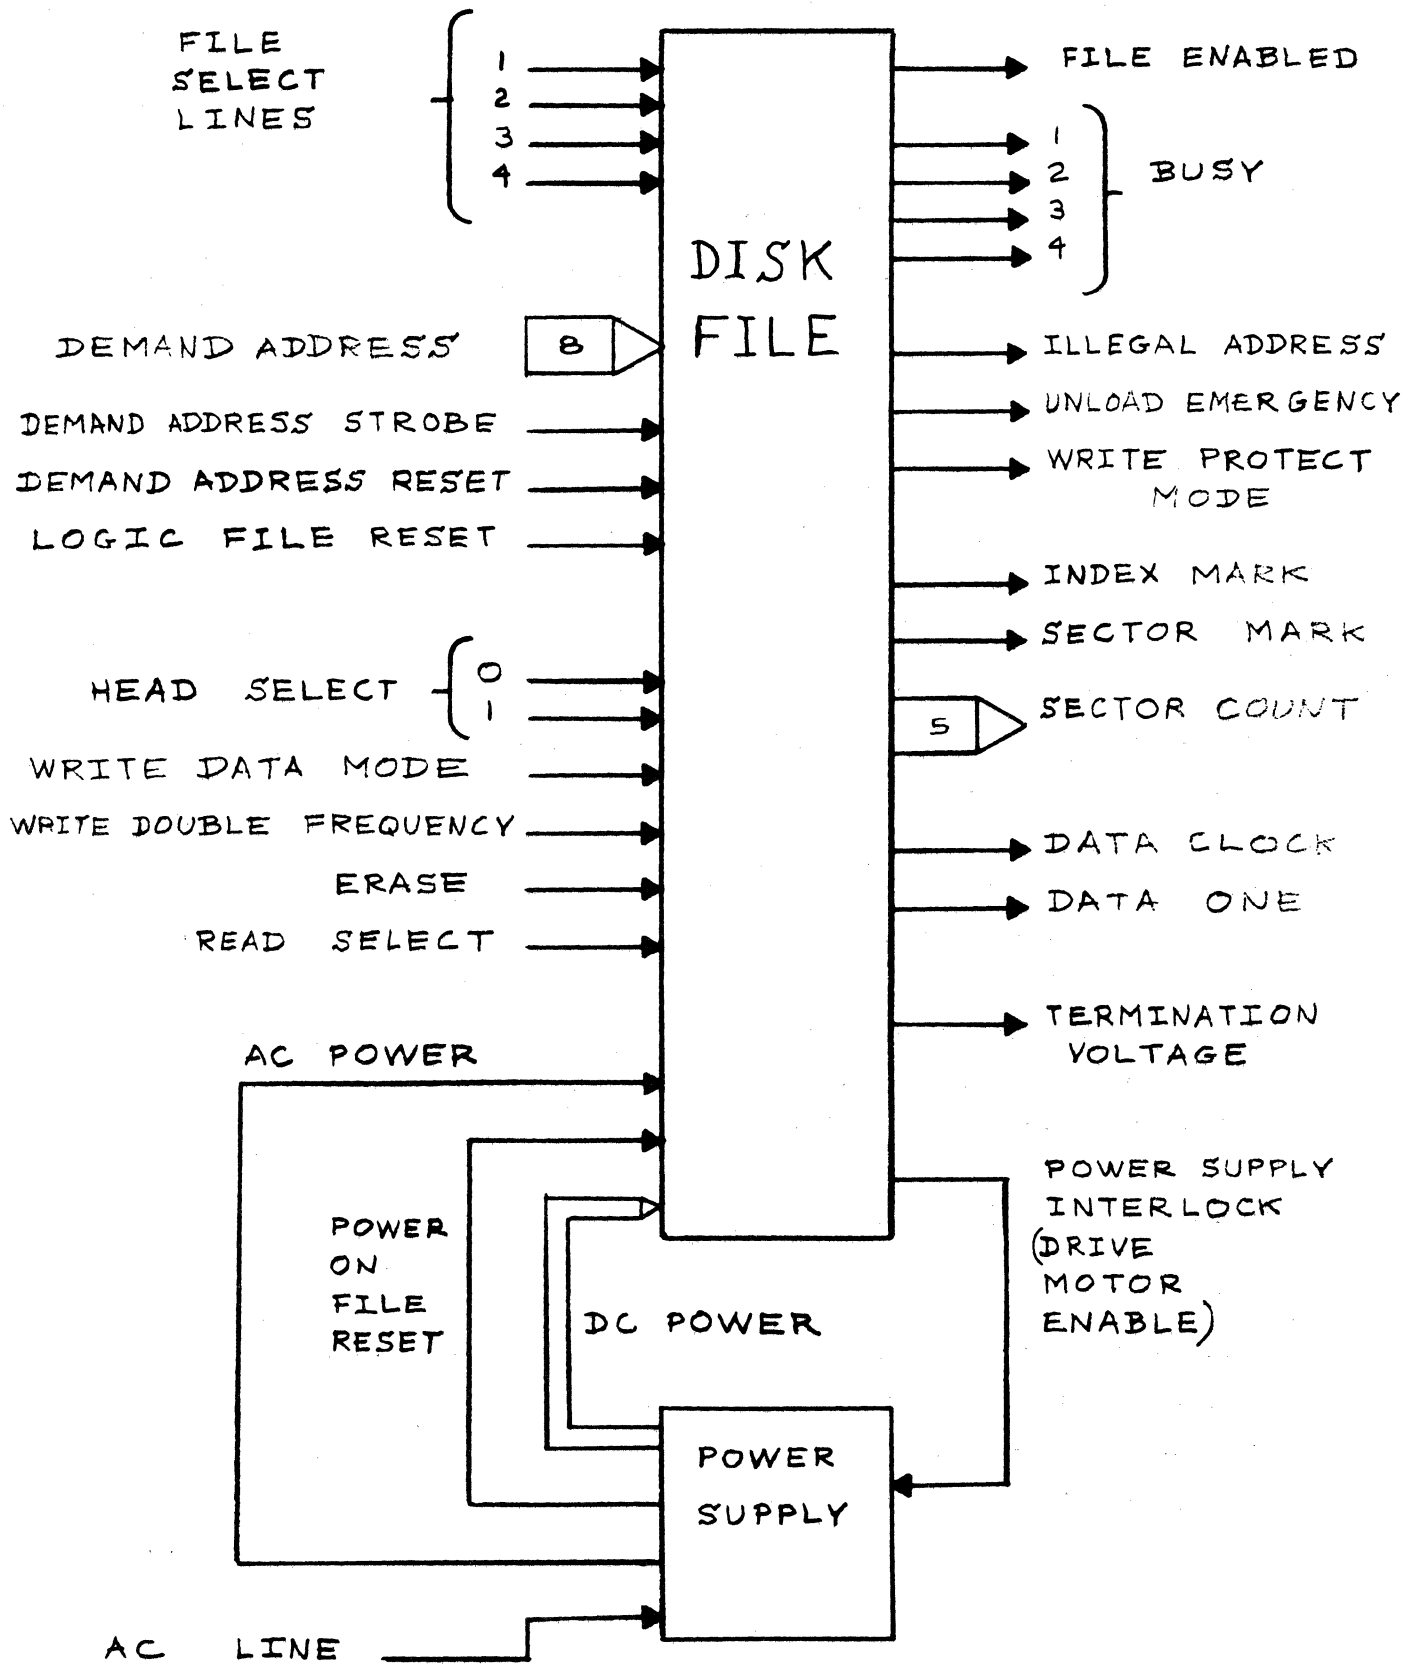 FILE
SELECT
LINES
1
2
3
4
DEMAND ADDRESS
8
DEMAND ADDRESS STROBE
DEMAND ADDRESS RESET
LOGIC FILE RESET
HEAD SELECT
0
1
WRITE DATA MODE
WRITE DOUBLE FREQUENCY
ERASE
READ SELECT
AC POWER
POWER
ON
FILE
RESET
DC POWER
AC LINE
DISK
FILE
POWER
SUPPLY
FILE ENABLED
1
2
3
4
BUSY
ILLEGAL ADDRESS
UNLOAD EMERGENCY
WRITE PROTECT
MODE
INDEX MARK
SECTOR MARK
5
SECTOR COUNT
DATA CLOCK
DATA ONE
TERMINATION
VOLTAGE
POWER SUPPLY
INTERLOCK
(DRIVE
MOTOR
ENABLE)